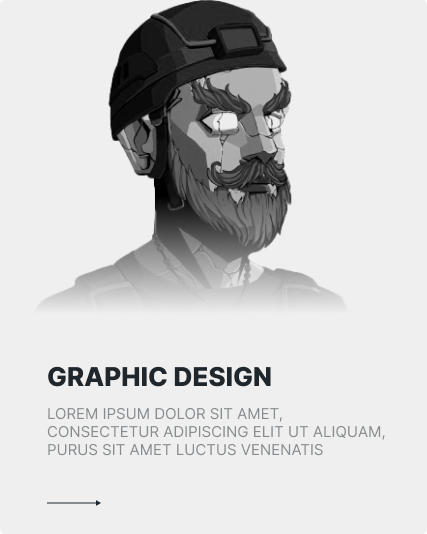 GRAPHIC DESIGN
LOREM IPSUM DOLOR SIT AMET,
CONSECTETUR ADIPISCING ELIT UT ALIQUAM,
PURUS SIT AMET LUCTUS VENENATIS